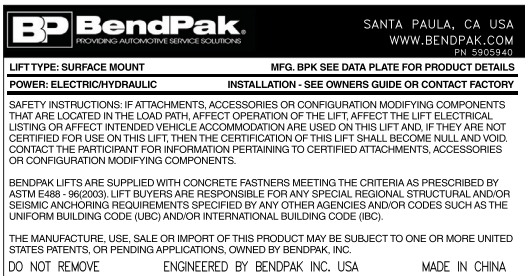 BP BendPak®
PROVIDING AUTOMOTIVE SERVICE SOLUTIONS
SANTA PAULA, CA USA
WWW.BENDPAK.COM
PN 5905940
LIFT TYPE: SURFACE MOUNT MFG. BPK SEE DATA PLATE FOR PRODUCT DETAILS
POWER: ELECTRIC/HYDRAULIC INSTALLATION - SEE OWNERS GUIDE OR CONTACT FACTORY
SAFETY INSTRUCTIONS: IF ATTACHMENTS, ACCESSORIES OR CONFIGURATION MODIFYING COMPONENTS
THAT ARE LOCATED IN THE LOAD PATH, AFFECT OPERATION OF THE LIFT, AFFECT THE LIFT ELECTRICAL
LISTING OR AFFECT INTENDED VEHICLE ACCOMMODATION ARE USED ON THIS LIFT AND, IF THEY ARE NOT
CERTIFIED FOR USE ON THIS LIFT, THEN THE CERTIFICATION OF THIS LIFT SHALL BECOME NULL AND VOID.
CONTACT THE PARTICIPANT FOR INFORMATION PERTAINING TO CERTIFIED ATTACHMENTS, ACCESSORIES
OR CONFIGURATION MODIFYING COMPONENTS.
BENDPAK LIFTS ARE SUPPLIED WITH CONCRETE FASTNERS MEETING THE CRITERIA AS PRESCRIBED BY
ASTM E488 - 96(2003). LIFT BUYERS ARE RESPONSIBLE FOR ANY SPECIAL REGIONAL STRUCTURAL AND/OR
SEISMIC ANCHORING REQUIREMENTS SPECIFIED BY ANY OTHER AGENCIES AND/OR CODES SUCH AS THE
UNIFORM BUILDING CODE (UBC) AND/OR INTERNATIONAL BUILDING CODE (IBC).
THE MANUFACTURE, USE, SALE OR IMPORT OF THIS PRODUCT MAY BE SUBJECT TO ONE OR MORE UNITED
STATES PATENTS, OR PENDING APPLICATIONS, OWNED BY BENDPAK, INC.
DO NOT REMOVE ENGINEERED BY BENDPAK INC. USA MADE IN CHINA